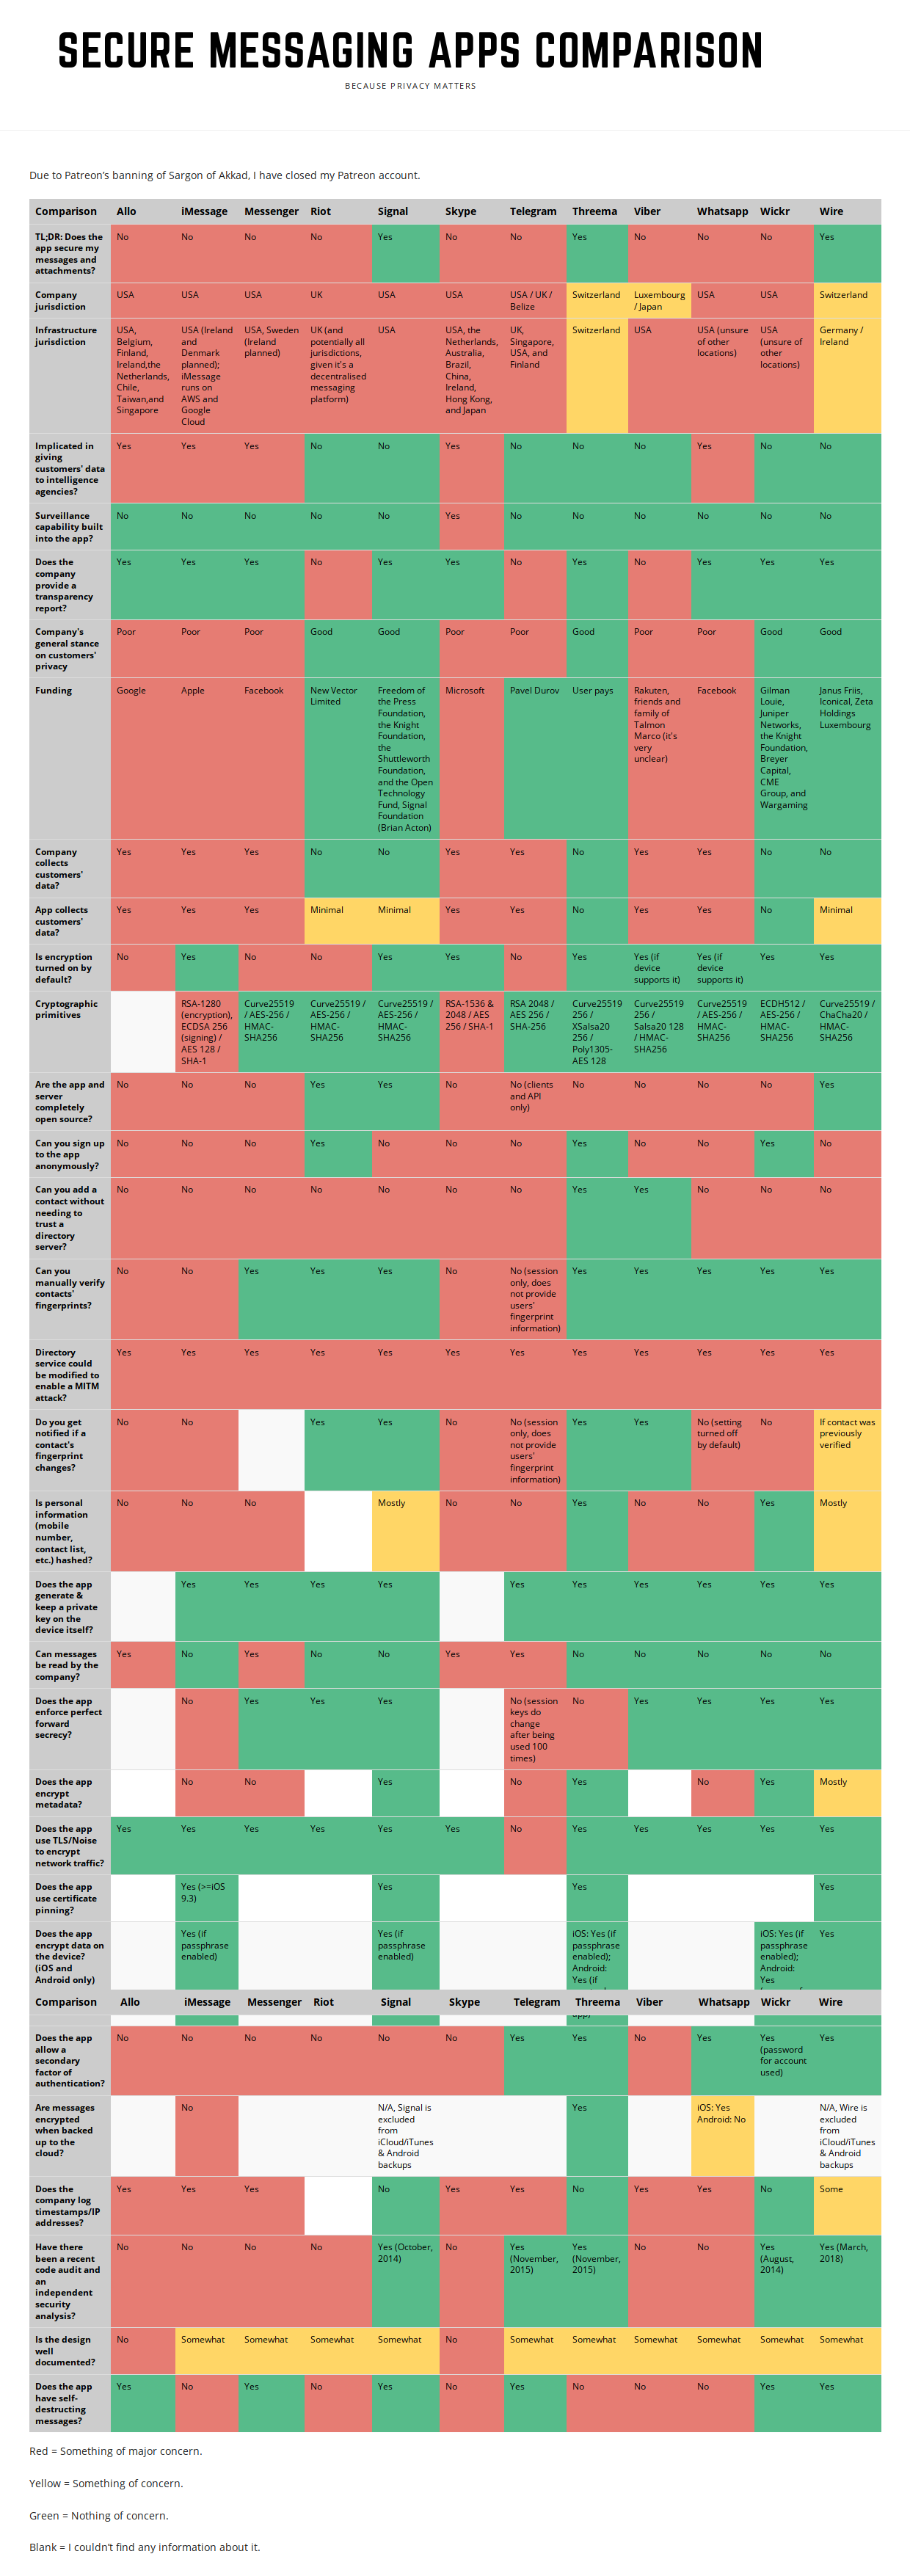 SECURE MESSAGING APPS COMPARISON
BECAUSE PRIVACY MATTERS
Due to Patreon's banning of Sargon of Akkad, I have closed my Patreon account.
Comparison Allo iMessage Messenger Riot Signal Skype Telegram Threema Viber Whatsapp Wickr Wire
TL;DR: Does the
app secure my
messages and
attachments?
No No No No Yes No No Yes No No No Yes
Company
jurisdiction
USA USA USA UK USA USA
USA / UK /
Belize
Switzerland
Luxembourg
/ Japan
USA USA Switzerland
Infrastructure
jurisdiction
USA,
Belgium,
Finland,
Ireland,the
Netherlands,
Chile,
Taiwan,and
Singapore
USA (Ireland
and
Denmark
planned);
iMessage
runs on
AWS and
Google
Cloud
USA, Sweden
(Ireland
planned)
UK (and
potentially all
jurisdictions,
given it's a
decentralised
messaging
platform)
USA
USA, the
Netherlands,
Australia,
Brazil,
China,
Ireland,
Hong Kong,
and Japan
UK,
Singapore,
USA, and
Finland
Switzerland
USA
USA (unsure
of other
locations)
USA
(unsure of
other
locations)
Germany /
Ireland
Implicated in
giving
customers' data
to intelligence
agencies?
Yes Yes Yes No No Yes No No No Yes No No
Surveillance
capability built
into the app?
No No No No No Yes No No No No No No
Does the
company
provide a
transparency
report?
Yes Yes Yes No Yes Yes No Yes No Yes Yes Yes
Company's
general stance
on customers'
privacy
Poor Poor Poor Good Good Poor Poor Good Poor Poor Good Good
Funding
Google Apple Facebook
New Vector
Limited
Freedom of
the Press
Foundation,
the Knight
Foundation,
the
Shuttleworth
Foundation,
and the Open
Technology
Fund, Signal
Foundation
(Brian Acton)
Microsoft
Pavel Durov
User pays
Rakuten,
friends and
family of
Talmon
Marco (it's
very
unclear)
Facebook
Gilman
Louie,
Juniper
Networks,
the Knight
Foundation,
Breyer
Capital,
CME
Group, and
Wargaming
Janus Friis,
Iconical, Zeta
Holdings
Luxembourg
Company
collects
customers'
data?
Yes Yes Yes No No Yes Yes No Yes Yes No No
App collects
customers'
data?
Yes Yes Yes Minimal Minimal Yes Yes No Yes Yes No Minimal
Is encryption
turned on by
default?
No Yes No No Yes Yes No Yes
Yes (if
device
supports it)
Yes (if
device
supports it)
Yes Yes
Cryptographic
primitives
RSA-1280
(encryption),
ECDSA 256
(signing) /
AES 128 /
SHA-1
Curve25519
/ AES-256 /
HMAC-
SHA256
Curve25519 /
AES-256 /
HMAC-
SHA256
Curve25519 /
AES-256 /
HMAC-
SHA256
RSA-1536 &
2048 / AES
256 / SHA-1
RSA 2048 /
AES 256 /
SHA-256
Curve25519
256 /
XSalsa20
256 /
Poly1305-
AES 128
Curve25519
256 /
Salsa20 128
/ HMAC-
SHA256
Curve25519
/ AES-256 /
HMAC-
SHA256
ECDH512 /
AES-256 /
HMAC-
SHA256
Curve25519 /
ChaCha20 /
HMAC-
SHA256
Are the app and
server
completely
open source?
No No No Yes Yes No
No (clients
and API
only)
No No No No Yes
Can you sign up
to the app
anonymously?
No No No Yes No No No Yes No No Yes No
Can you add a
contact without
needing to
trust a
directory
server?
No No No No No No No Yes Yes No No No
Can you
manually verify
contacts'
fingerprints?
No No Yes Yes Yes No
No (session
only, does
not provide
users'
fingerprint
information)
Yes Yes Yes Yes Yes
Directory
service could
be modified to
enable a MITM
attack?
Yes Yes Yes Yes Yes Yes Yes Yes Yes Yes Yes Yes
Do you get
notified if a
contact's
fingerprint
changes?
No No Yes Yes No
No (session
only, does
not provide
users'
fingerprint
information)
Yes Yes
No (setting
turned off
by default)
No
If contact was
previously
verified
Is personal
information
(mobile
number,
contact list,
etc.) hashed?
No No No Mostly No No Yes No No Yes Mostly
Does the app
generate &
keep a private
key on the
device itself?
Yes Yes Yes Yes Yes Yes Yes Yes Yes Yes
Can messages
be read by the
company?
Yes No Yes No No Yes Yes No No No No No
Does the app
enforce perfect
forward
secrecy?
No Yes Yes Yes
No (session
keys do
change
after being
used 100
times)
No Yes Yes Yes Yes
Does the app
encrypt
metadata?
No No Yes No Yes No Yes Mostly
Does the app
use TLS/Noise
to encrypt
network traffic?
Yes Yes Yes Yes Yes Yes No Yes Yes Yes Yes Yes
Does the app
use certificate
pinning?
Yes (>=iOS
9.3)
Yes Yes Yes
Does the app
encrypt data on
the device?
(iOS and
Android only)
Yes (if
passphrase
enabled)
Yes (if
passphrase
enabled)
iOS: Yes (if
passphrase
enabled);
Android:
Yes (if
iOS: Yes (if
passphrase
enabled);
Android:
Yes
Yes
Comparison Allo iMessage Messenger Riot Signal Skype Telegram Threema Viber Whatsapp Wickr Wire
Does the app
allow a
secondary
factor of
authentication?
No No No No No No Yes Yes No Yes
Yes
(password
for account
used)
Yes
Are messages
encrypted
when backed
up to the
cloud?
No
N/A, Signal is
excluded
from
iCloud/iTunes
& Android
backups
Yes
iOS: Yes
Android: No
N/A, Wire is
excluded
from
iCloud/iTunes
& Android
backups
Does the
company log
timestamps/IP
addresses?
Yes Yes Yes No Yes Yes No Yes Yes No Some
Have there
been a recent
code audit and
an
independent
security
analysis?
No No No No
Yes (October,
2014)
No
Yes
(November,
2015)
Yes
(November,
2015)
No No
Yes
(August,
2014)
Yes (March,
2018)
Is the design
well
documented?
No Somewhat Somewhat Somewhat Somewhat No Somewhat Somewhat Somewhat Somewhat Somewhat Somewhat
Does the app
have self-
destructing
messages?
Yes No Yes No Yes No Yes No No No Yes Yes
Red = Something of major concern.
Yellow = Something of concern.
Green = Nothing of concern.
Blank = I couldn't find any information about it.